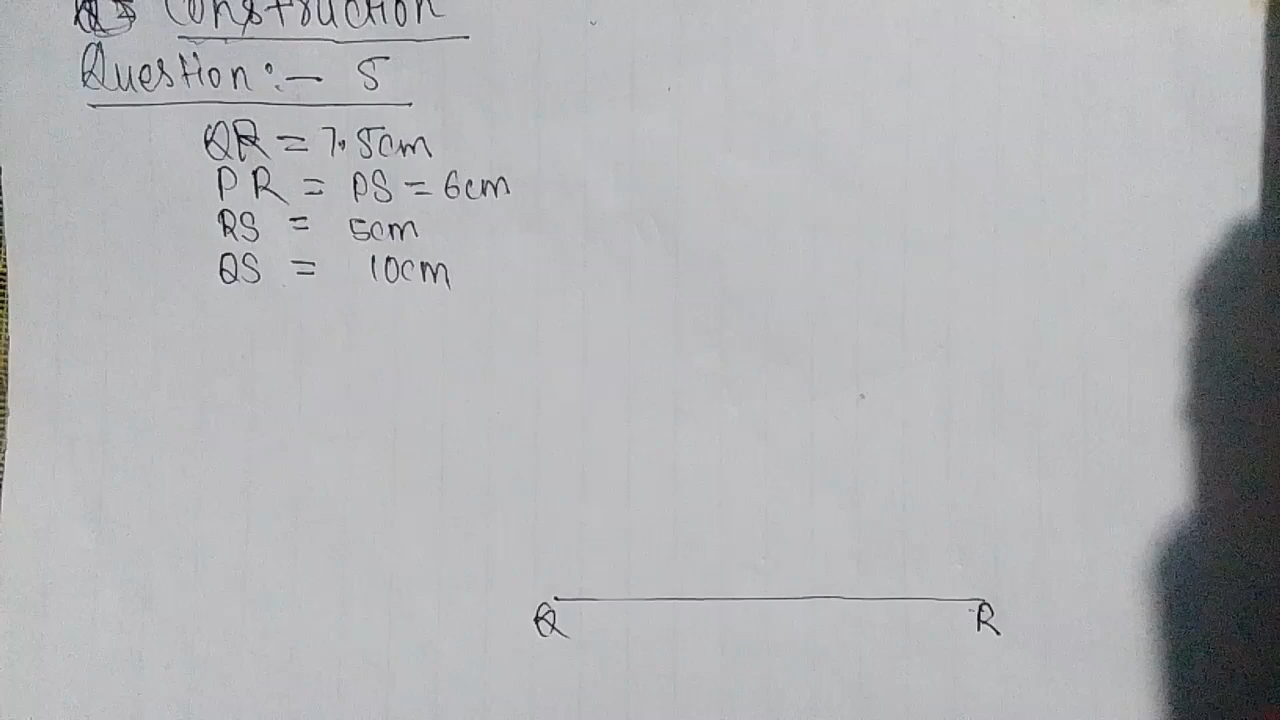 Construction
Question :- 5
QR = 7.5cm
PR = PS = 6cm
RS = 5cm
QS = 10cm
Q R